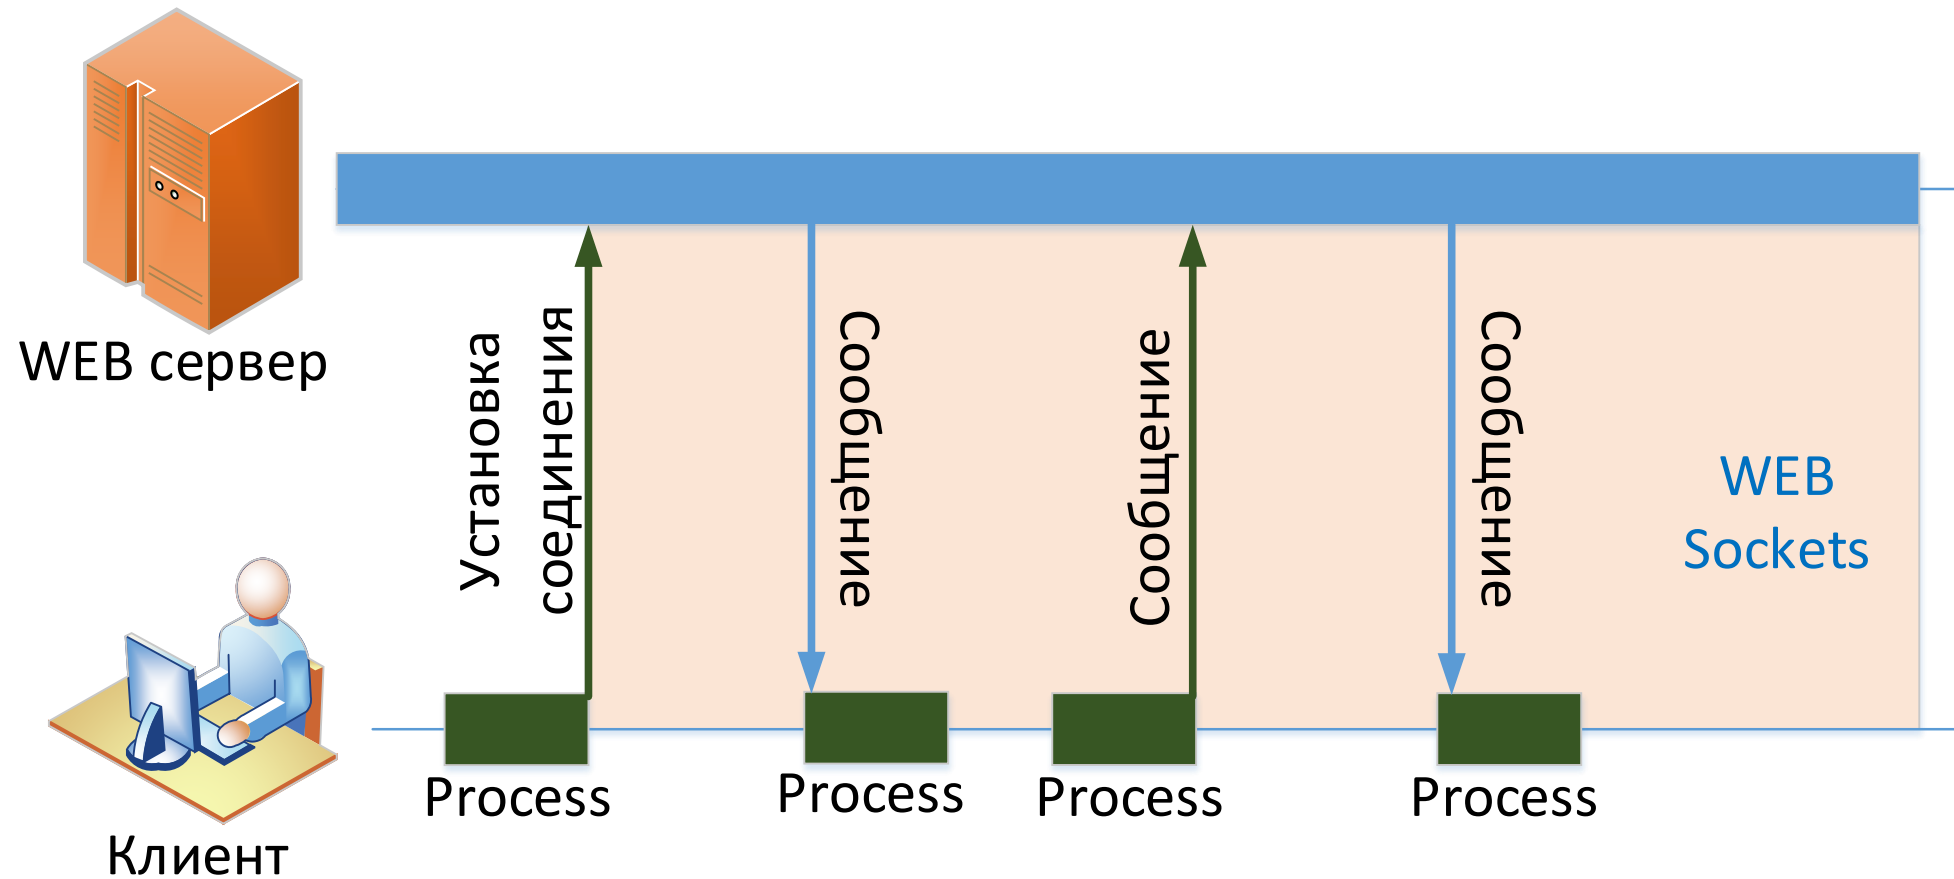 WEB сервер
Установка
соединения
Сообщение
Сообщение
Сообщение
WEB
Sockets
Process
Process
Process
Process
Клиент